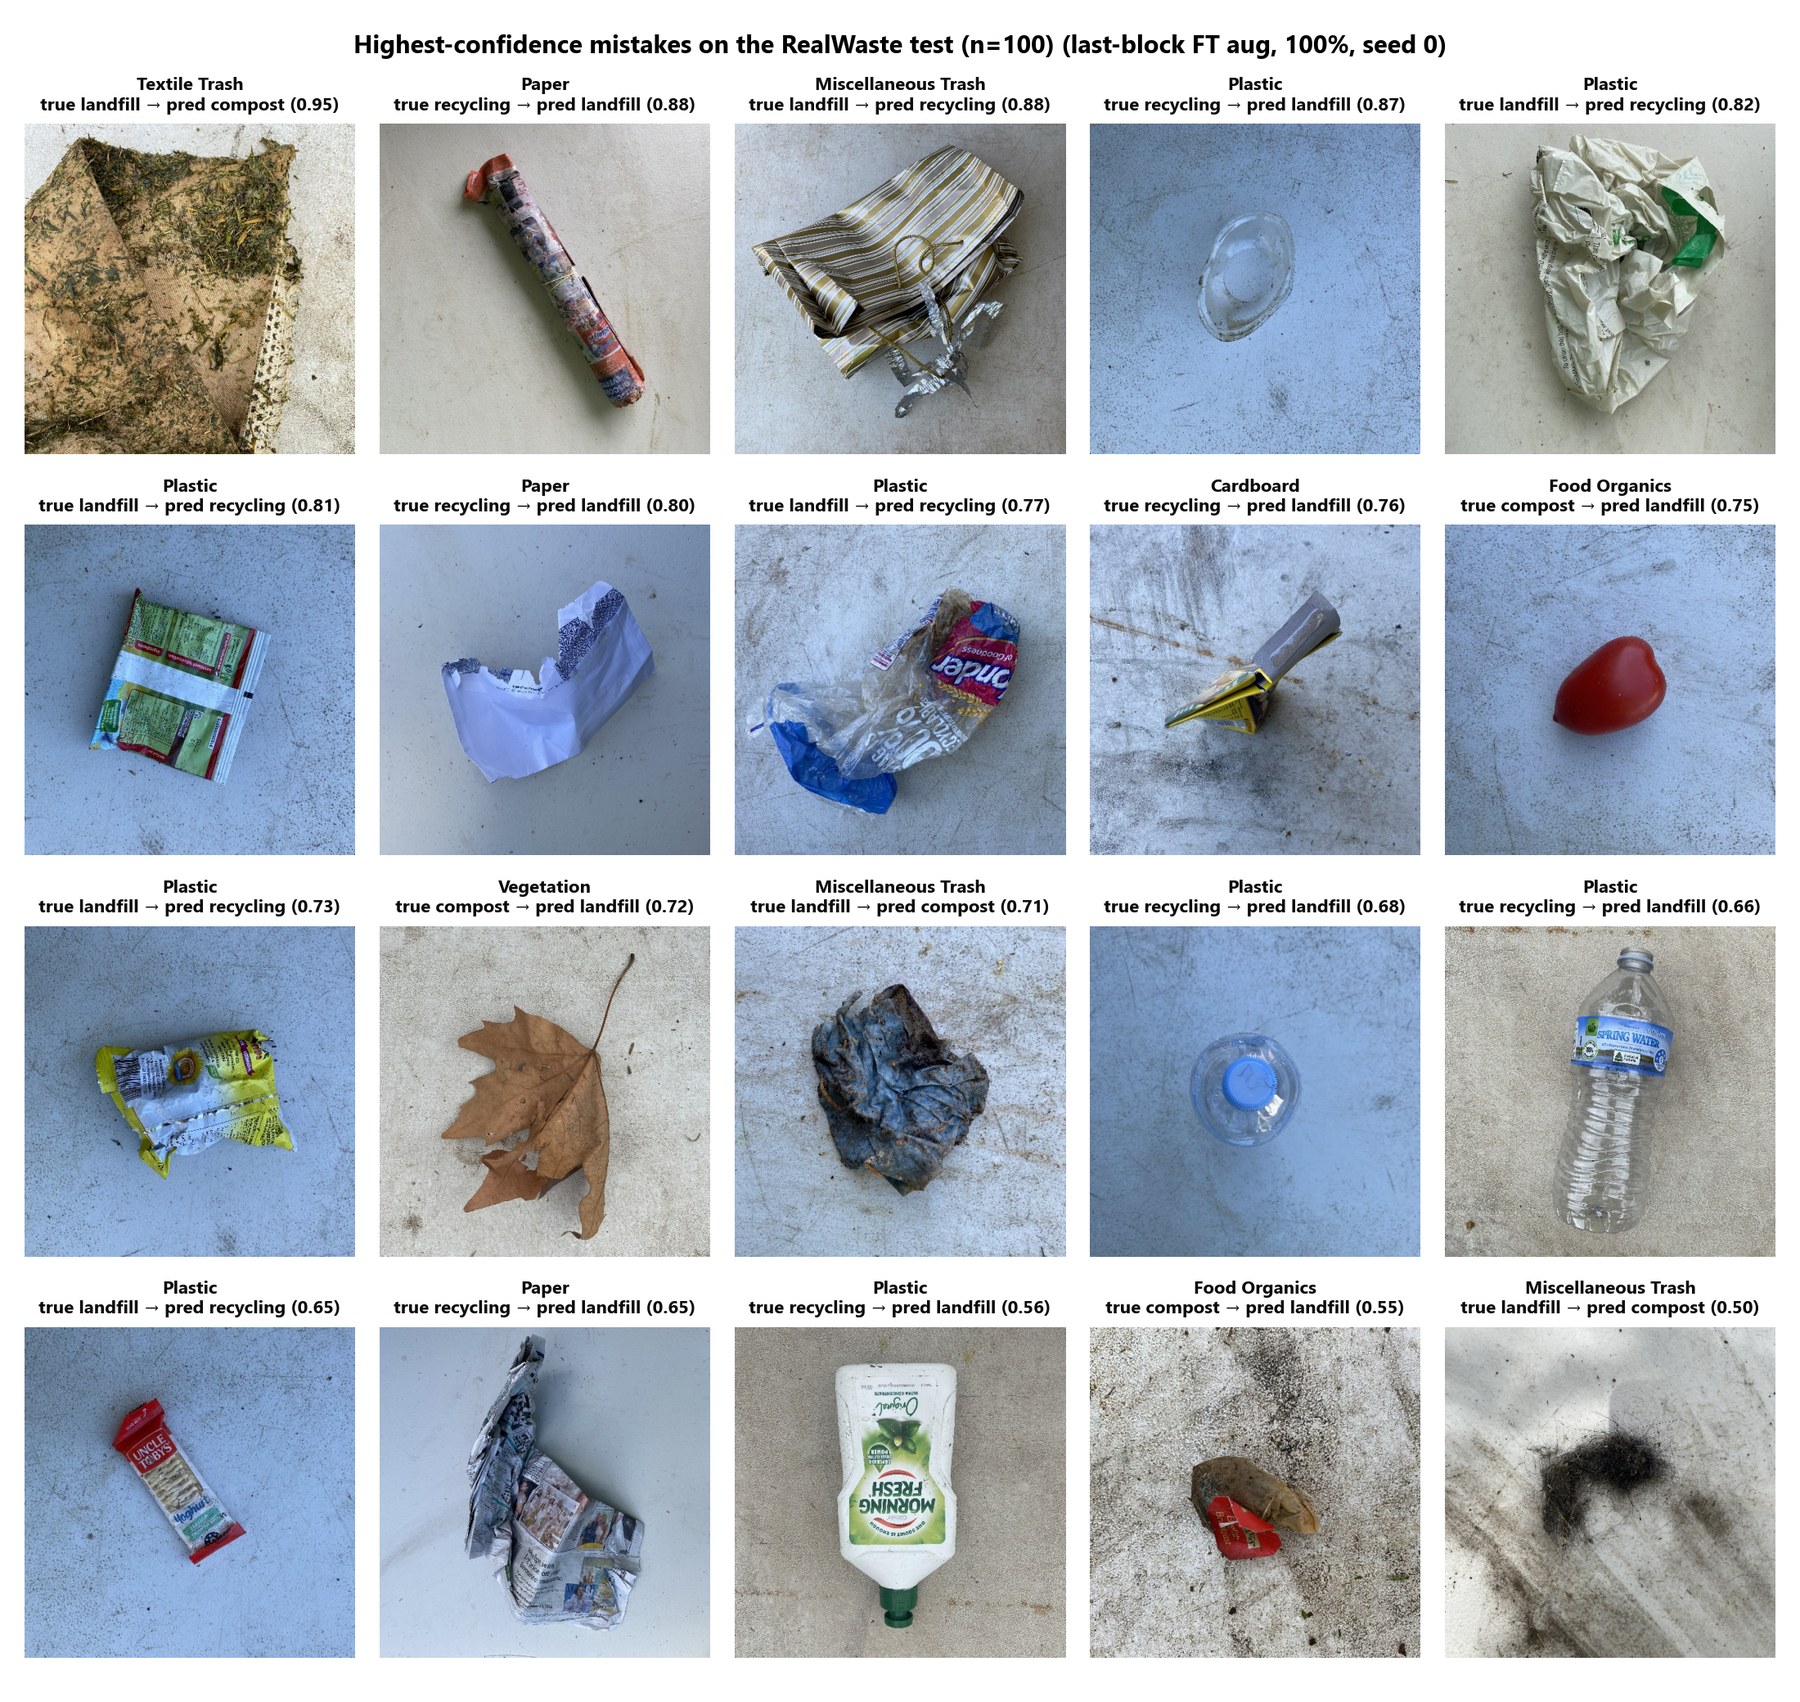 Highest-confidence mistakes on the RealWaste test (n=100) (last-block FT aug, 100%, seed 0)
Textile Trash
true landfill → pred compost (0.95)
Paper
true recycling → pred landfill (0.88)
Miscellaneous Trash
true landfill → pred recycling (0.88)
Plastic
true recycling → pred landfill (0.87)
Plastic
true landfill → pred recycling (0.82)
Plastic
true landfill → pred recycling (0.81)
Paper
true recycling → pred landfill (0.80)
Plastic
true landfill → pred recycling (0.77)
onder
of Goodness
Cardboard
true recycling → pred landfill (0.76)
Food Organics
true compost → pred landfill (0.75)
Plastic
true landfill → pred recycling (0.73)
Vegetation
true compost → pred landfill (0.72)
Miscellaneous Trash
true landfill → pred compost (0.71)
Plastic
true recycling → pred landfill (0.68)
Plastic
true recycling → pred landfill (0.66)
SPRING WATER
Plastic
true landfill → pred recycling (0.65)
UNCLE
TOBYS
Yoghurt
Paper
true recycling → pred landfill (0.65)
Plastic
true recycling → pred landfill (0.56)
Original
MORNING
FRESH
Food Organics
true compost → pred landfill (0.55)
Miscellaneous Trash
true landfill → pred compost (0.50)